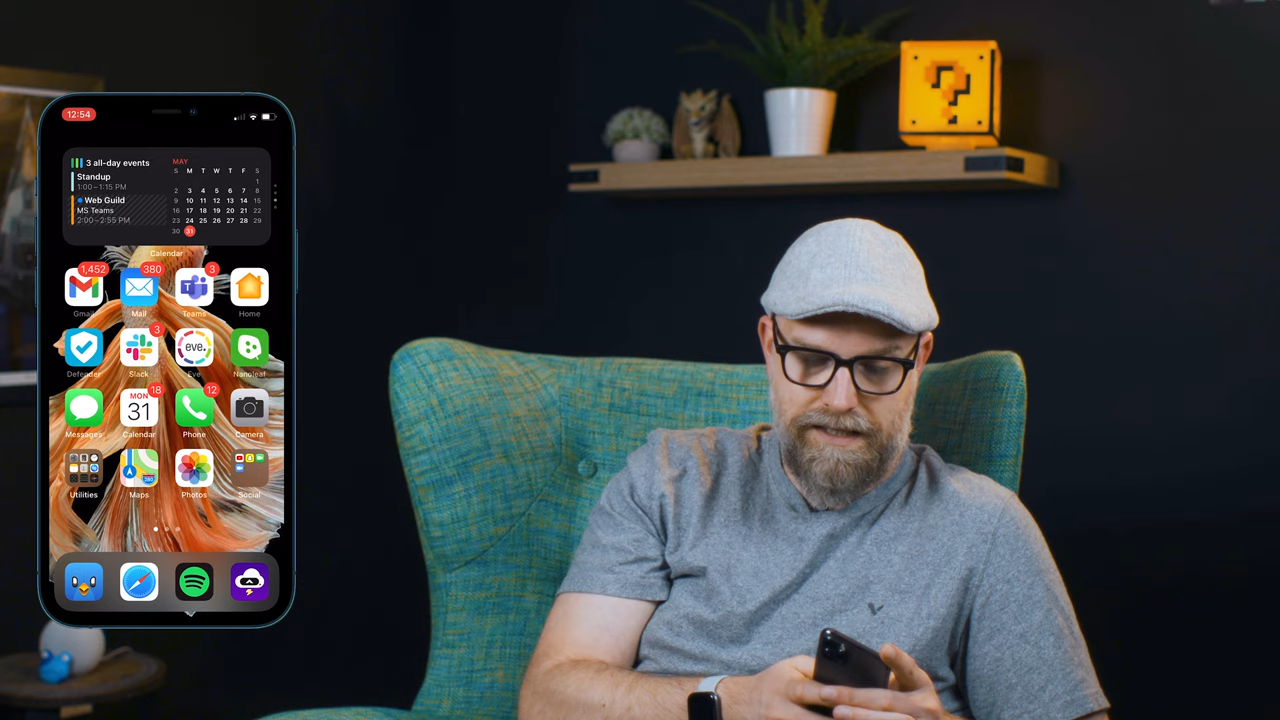 12:54
3 all-day events
Standup
1:00–1:15 PM
Web Guild
MS Teams
2:00–2:55 PM
MAY
S M T W T F S
1
2 3 4 5 6 7 8
9 10 11 12 13 14 15
16 17 18 19 20 21 22
23 24 25 26 27 28 29
30 31
Calendar
1,452 380 3
Gmail Mail Teams Home
3
eve.
Defender Slack Eve Nanoleaf
18 12
MON
31
Messages Calendar Phone Camera
280
Utilities Maps Photos Social
?